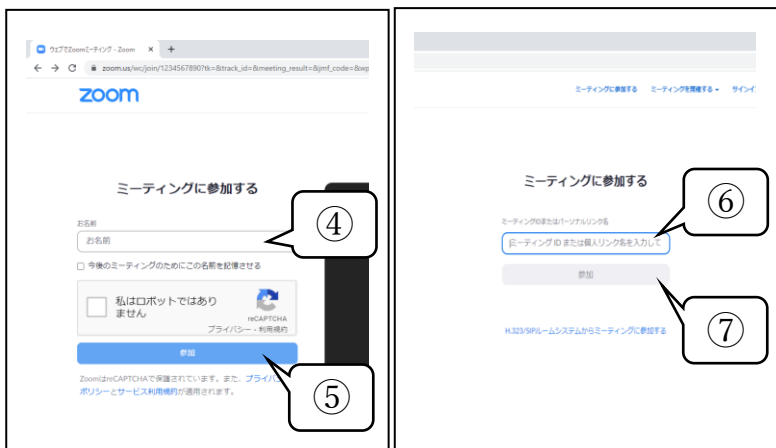 ウェブでZoomミーティング - Zoom × +
zoom.us/wc/join/1234567890?tk=&track_id=&meeting_result=&jmf_code=&wp
zoom
ミーティングに参加する
お名前
お名前
④
今後のミーティングのためにこの名前を記憶させる
私はロボットではあり
ません
reCAPTCHA
プライバシー - 利用規約
参加
ZoomはreCAPTCHAで保護されています。また、プライバシ
ポリシーとサービス利用規約が適用されます。
⑤
ミーティングに参加する ミーティングを開催する サインイ
ミーティングに参加する
ミーティングIDまたはパーソナルリンク名
ミーティング ID または個人リンク名を入力して
⑥
参加
H.323/SIPルームシステムからミーティングに参加する
⑦